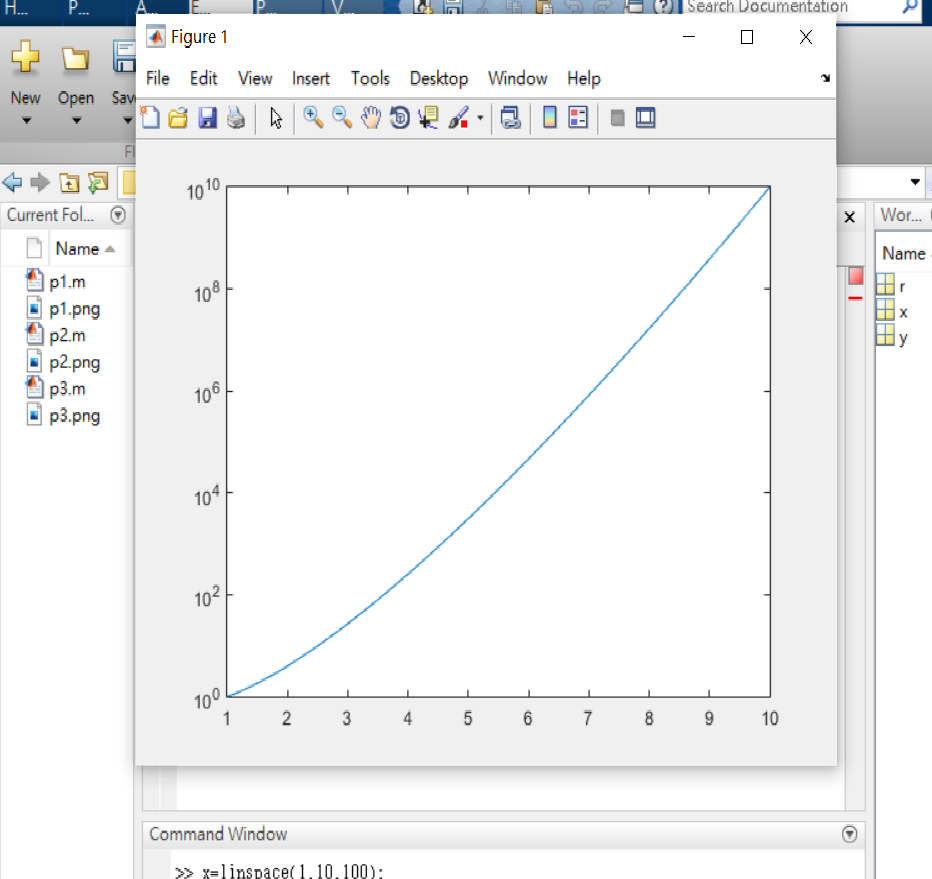 H... P... A... E... P... V... Search Documentation
Figure 1
File Edit View Insert Tools Desktop Window Help
New Open Save
FI
Current Fol... Wor...
Name
Name
p1.m
p1.png
p2.m
p2.png
p3.m
p3.png
r
x
y
10^10
10^8
10^6
10^4
10^2
10^0
1 2 3 4 5 6 7 8 9 10
Command Window
>> x=linspace(1,10,100);